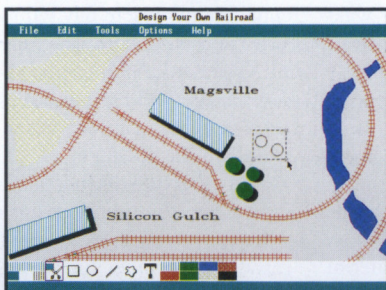 Design Your Own Railroad
File Edit Tools Options Help
Magsville
Silicon Gulch
T